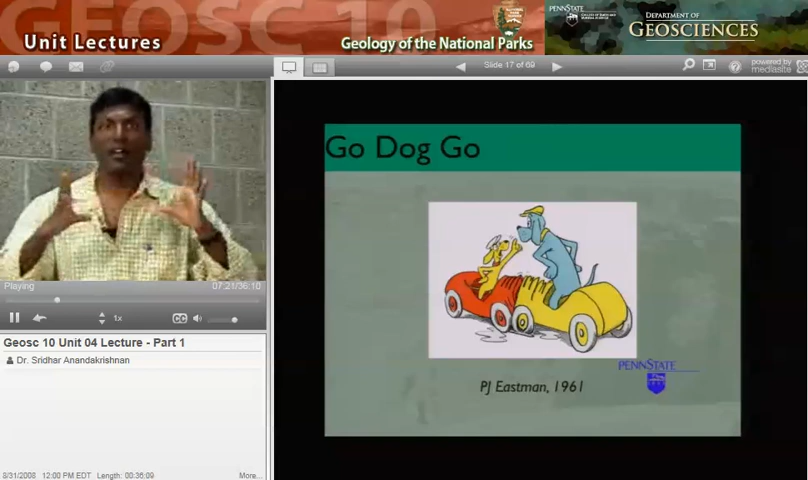 GEOSC 10
Unit Lectures
Geology of the National Parks
PENNSTATE
DEPARTMENT OF
GEOSCIENCES
Slide 17 of 69
powered by
mediasite
Go Dog Go
PENNSTATE
PJ Eastman, 1961
Playing
07:21/36:10
1x
CC
Geosc 10 Unit 04 Lecture - Part 1
Dr. Sridhar Anandakrishnan
8/31/2008 12:00 PM EDT Length: 00:36:09
More...